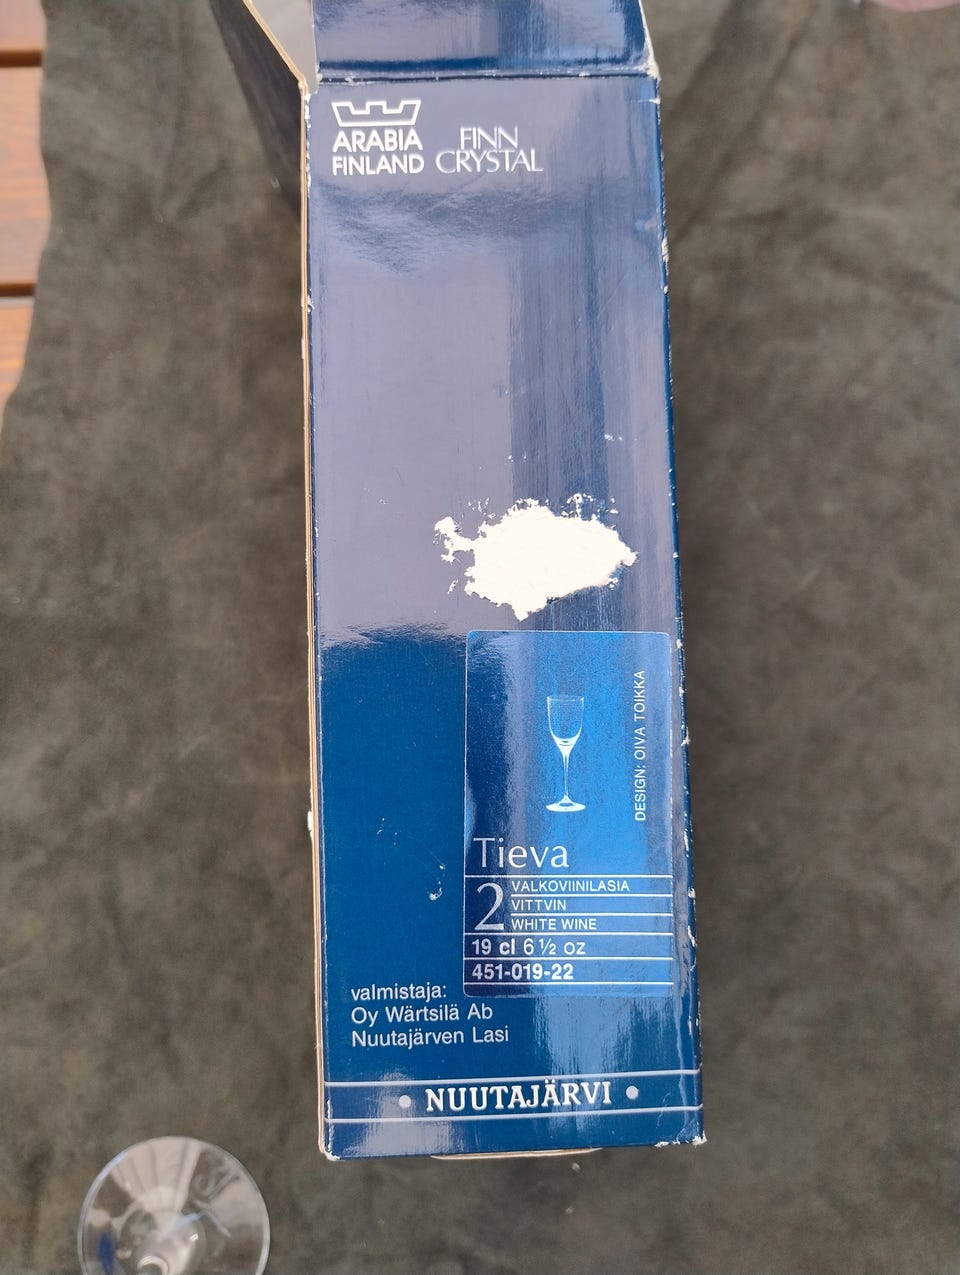 ARABIA
FINLAND
FINN
CRYSTAL
DESIGN: OIVA TOIKKA
Tieva
2
VALKOVIINILASIA
VITTVIN
WHITE WINE
19 cl 6 ½ oz
451-019-22
valmistaja:
Oy Wärtsilä Ab
Nuutajärven Lasi
• NUUTAJÄRVI •